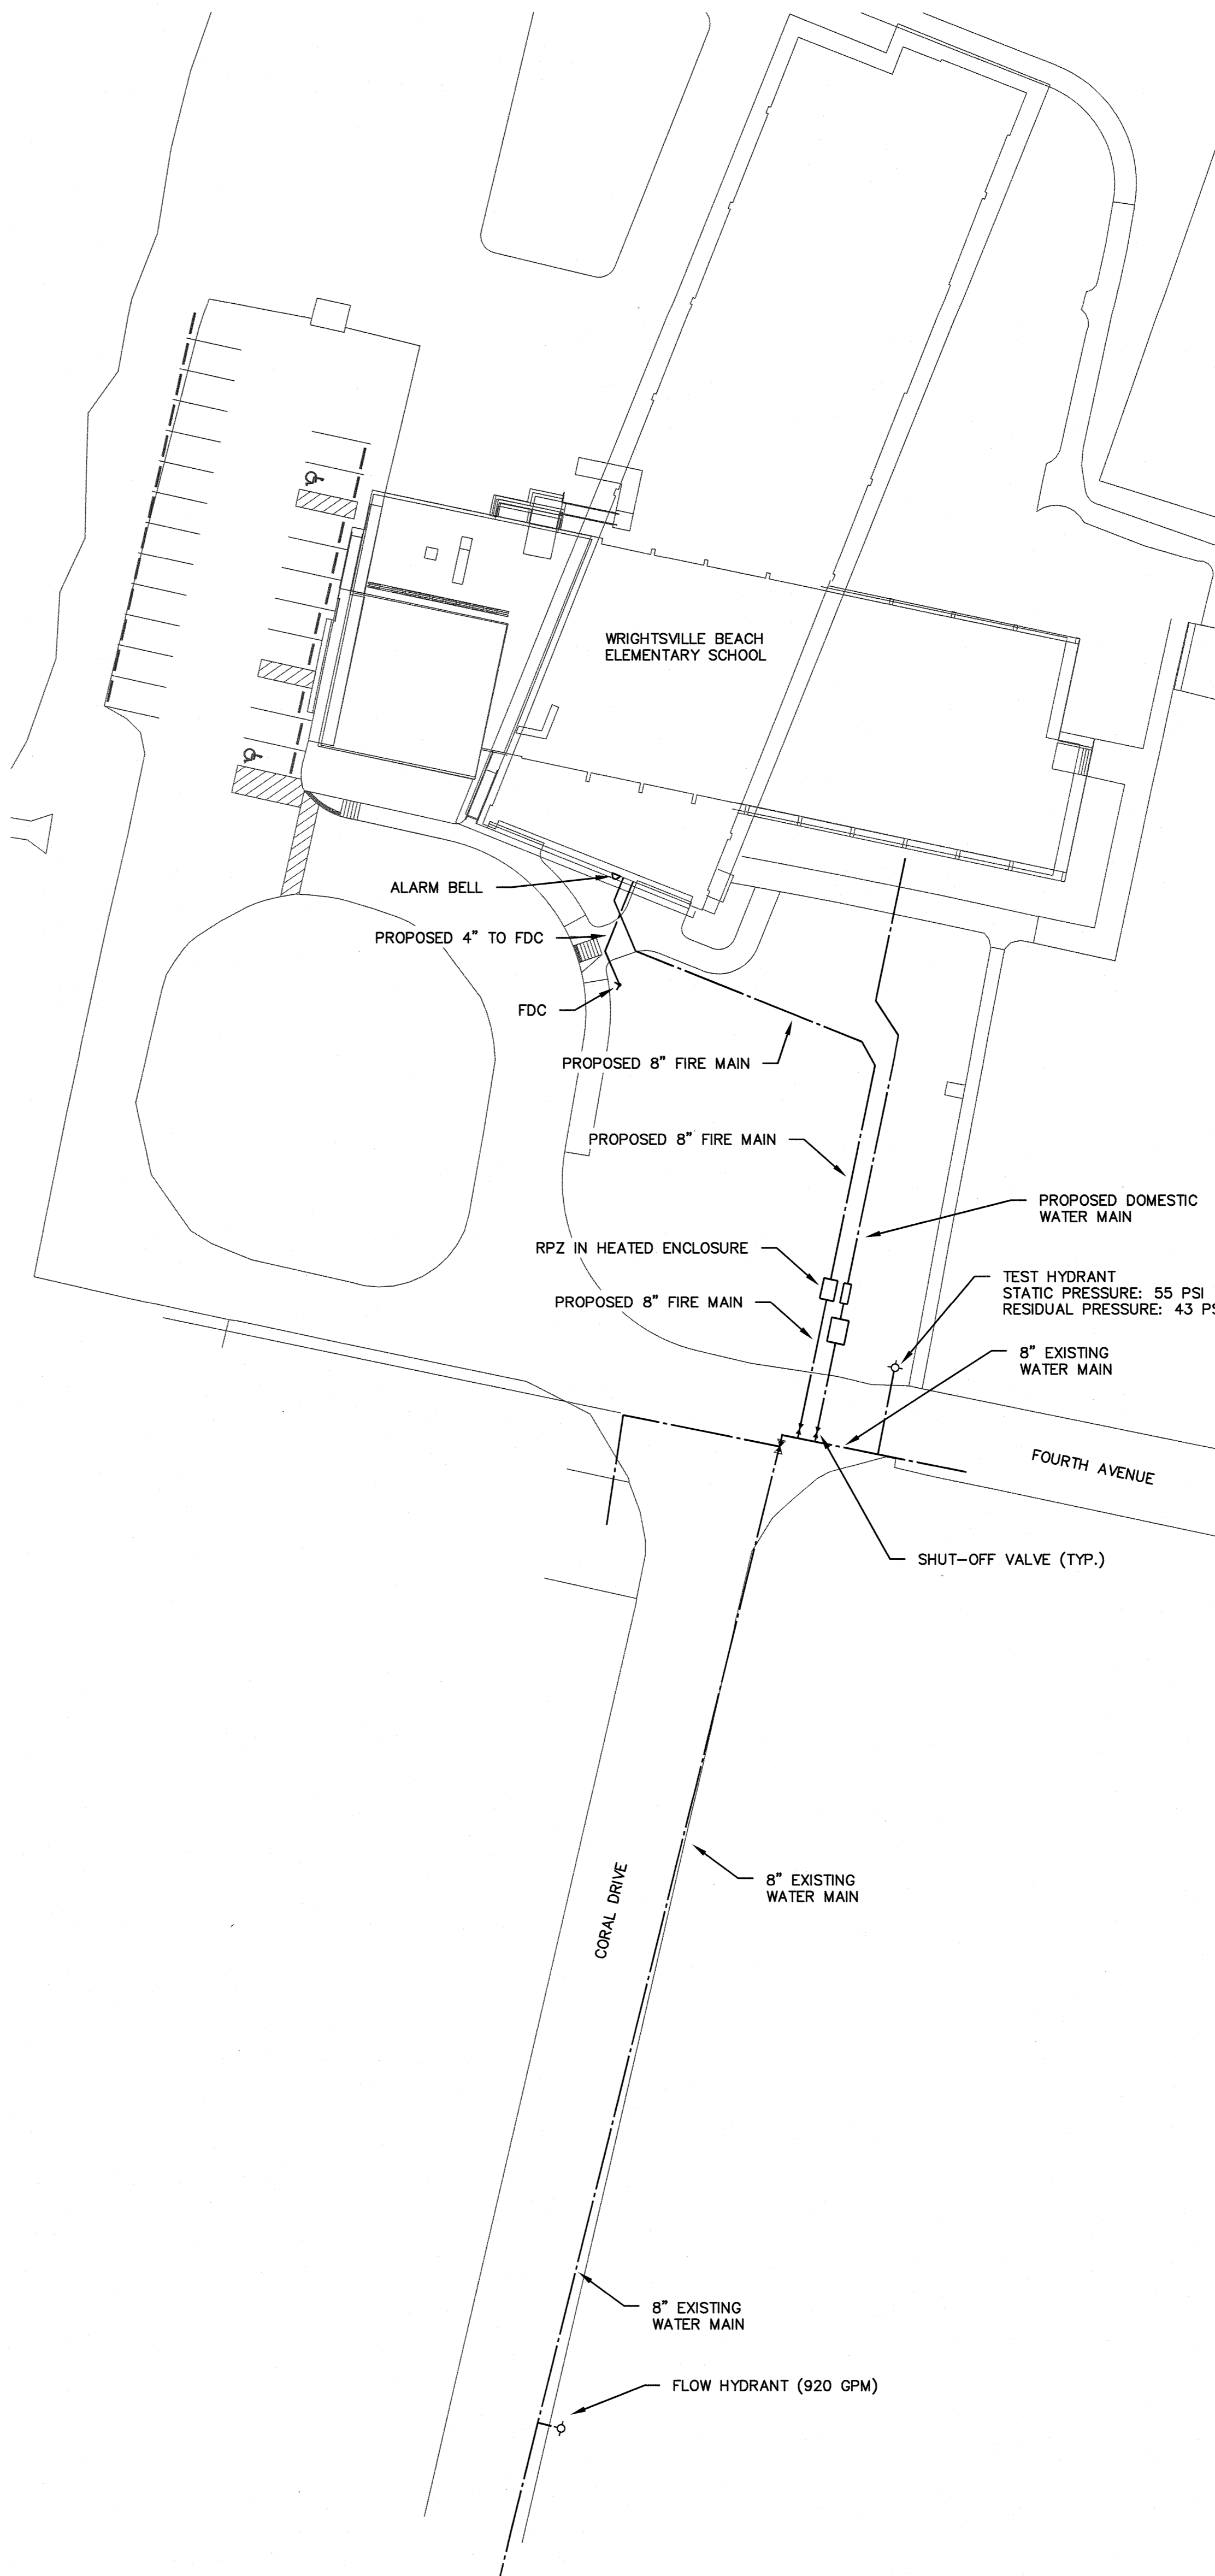 WRIGHTSVILLE BEACH
ELEMENTARY SCHOOL
ALARM BELL
PROPOSED 4" TO FDC
FDC
PROPOSED 8" FIRE MAIN
PROPOSED 8" FIRE MAIN
PROPOSED DOMESTIC
WATER MAIN
RPZ IN HEATED ENCLOSURE
TEST HYDRANT
STATIC PRESSURE: 55 PSI
RESIDUAL PRESSURE: 43 PS
PROPOSED 8" FIRE MAIN
8" EXISTING
WATER MAIN
FOURTH AVENUE
SHUT-OFF VALVE (TYP.)
8" EXISTING
WATER MAIN
CORAL DRIVE
8" EXISTING
WATER MAIN
FLOW HYDRANT (920 GPM)